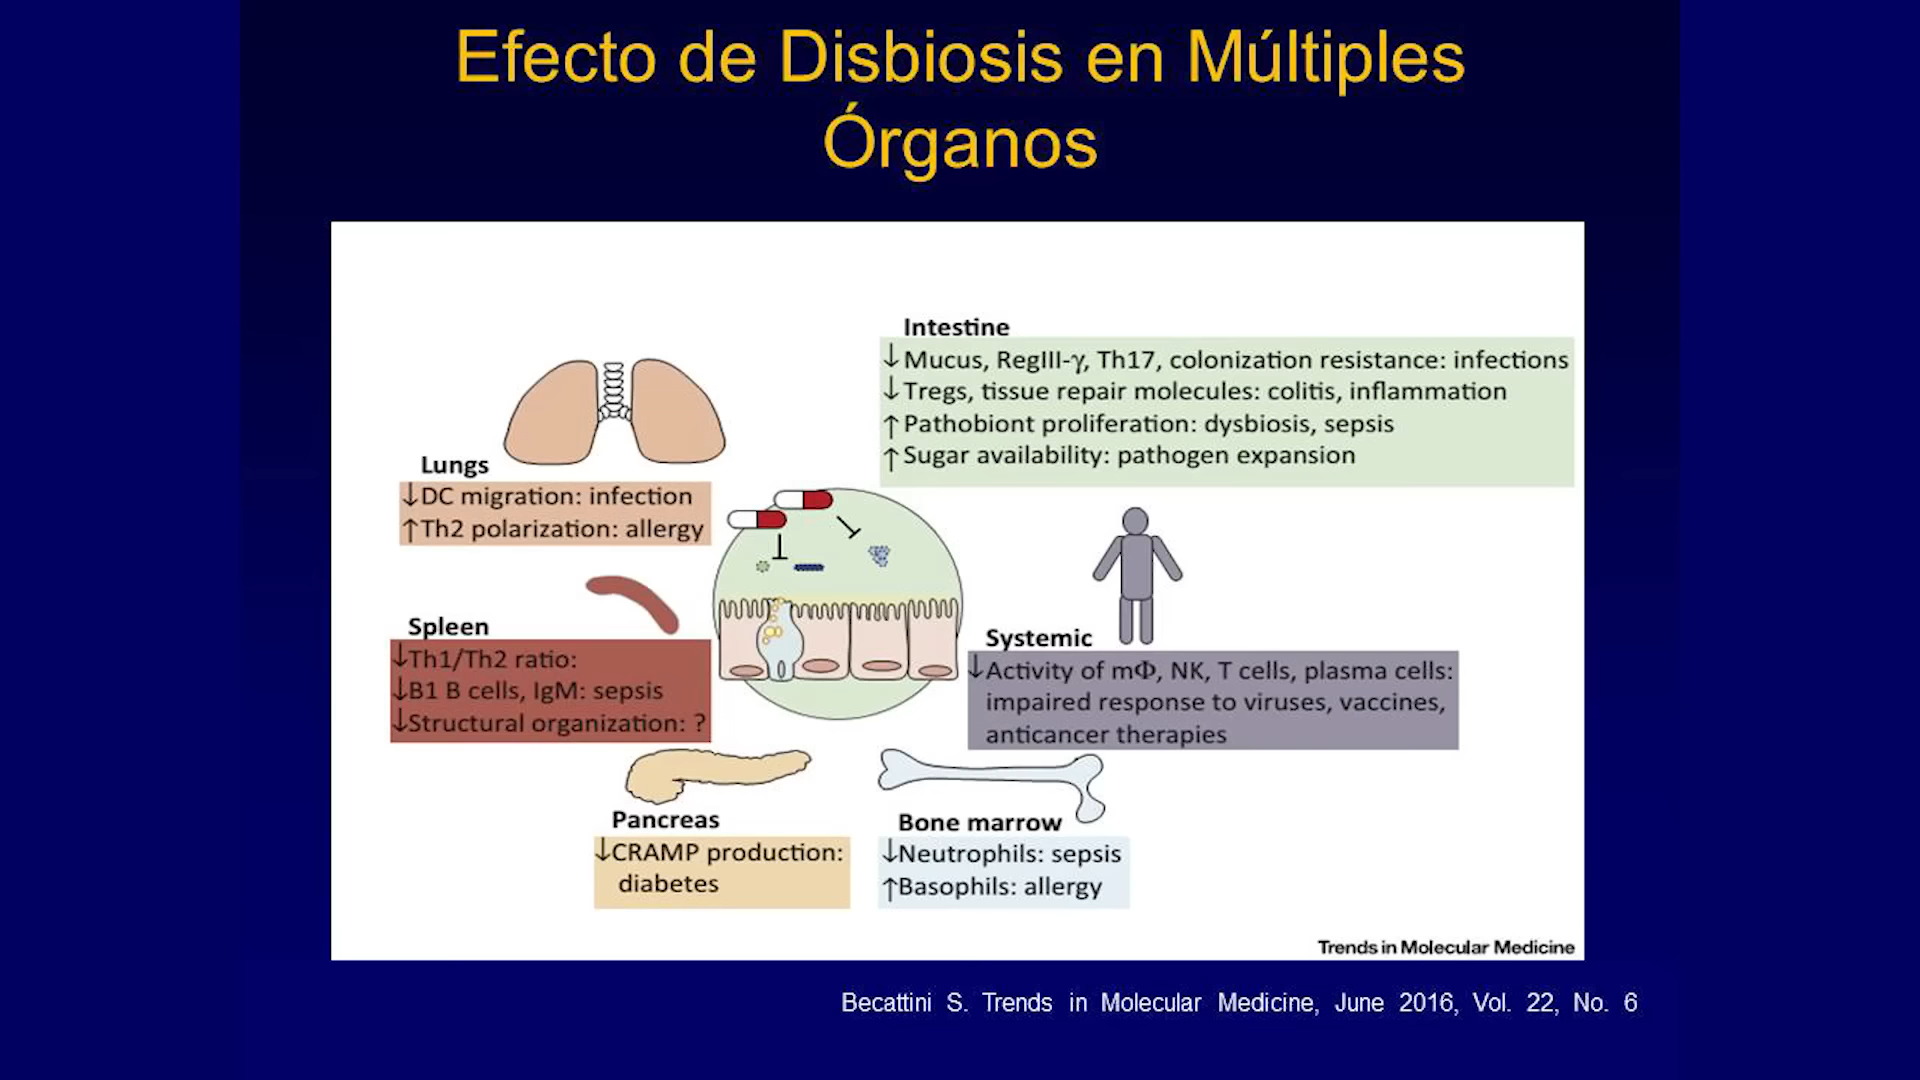 Efecto de Disbiosis en Múltiples
Órganos
Intestine
↓Mucus, RegIII-γ, Th17, colonization resistance: infections
↓Tregs, tissue repair molecules: colitis, inflammation
↑Pathobiont proliferation: dysbiosis, sepsis
↑Sugar availability: pathogen expansion
Lungs
↓DC migration: infection
↑Th2 polarization: allergy
Spleen
↓Th1/Th2 ratio:
↓B1 B cells, IgM: sepsis
↓Structural organization: ?
Systemic
↓Activity of mΦ, NK, T cells, plasma cells:
impaired response to viruses, vaccines,
anticancer therapies
Pancreas
↓CRAMP production:
diabetes
Bone marrow
↓Neutrophils: sepsis
↑Basophils: allergy
Trends in Molecular Medicine
Becattini S. Trends in Molecular Medicine, June 2016, Vol. 22, No. 6